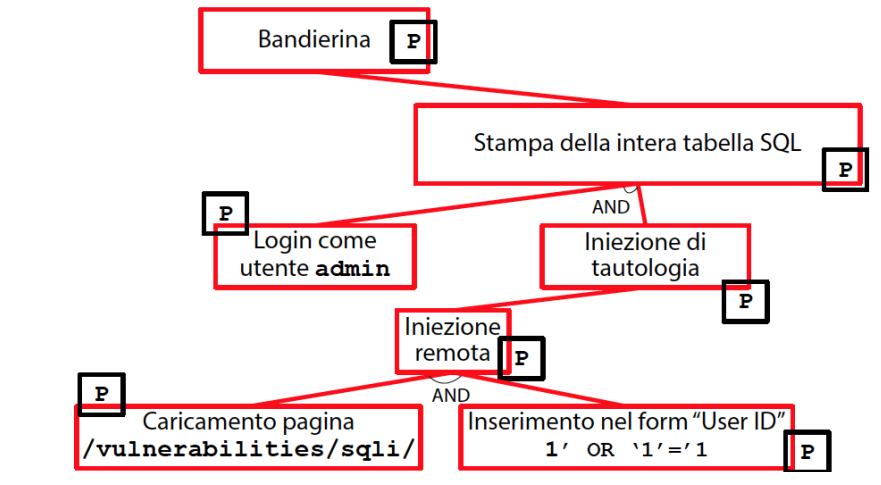 Bandierina P
Stampa della intera tabella SQL
P
AND
P
Login come
utente admin
Iniezione di
tautologia
P
Iniezione
remota P
AND
P
Caricamento pagina
/vulnerabilities/sqli/
Inserimento nel form “User ID”
1’ OR ‘1’=’1
P